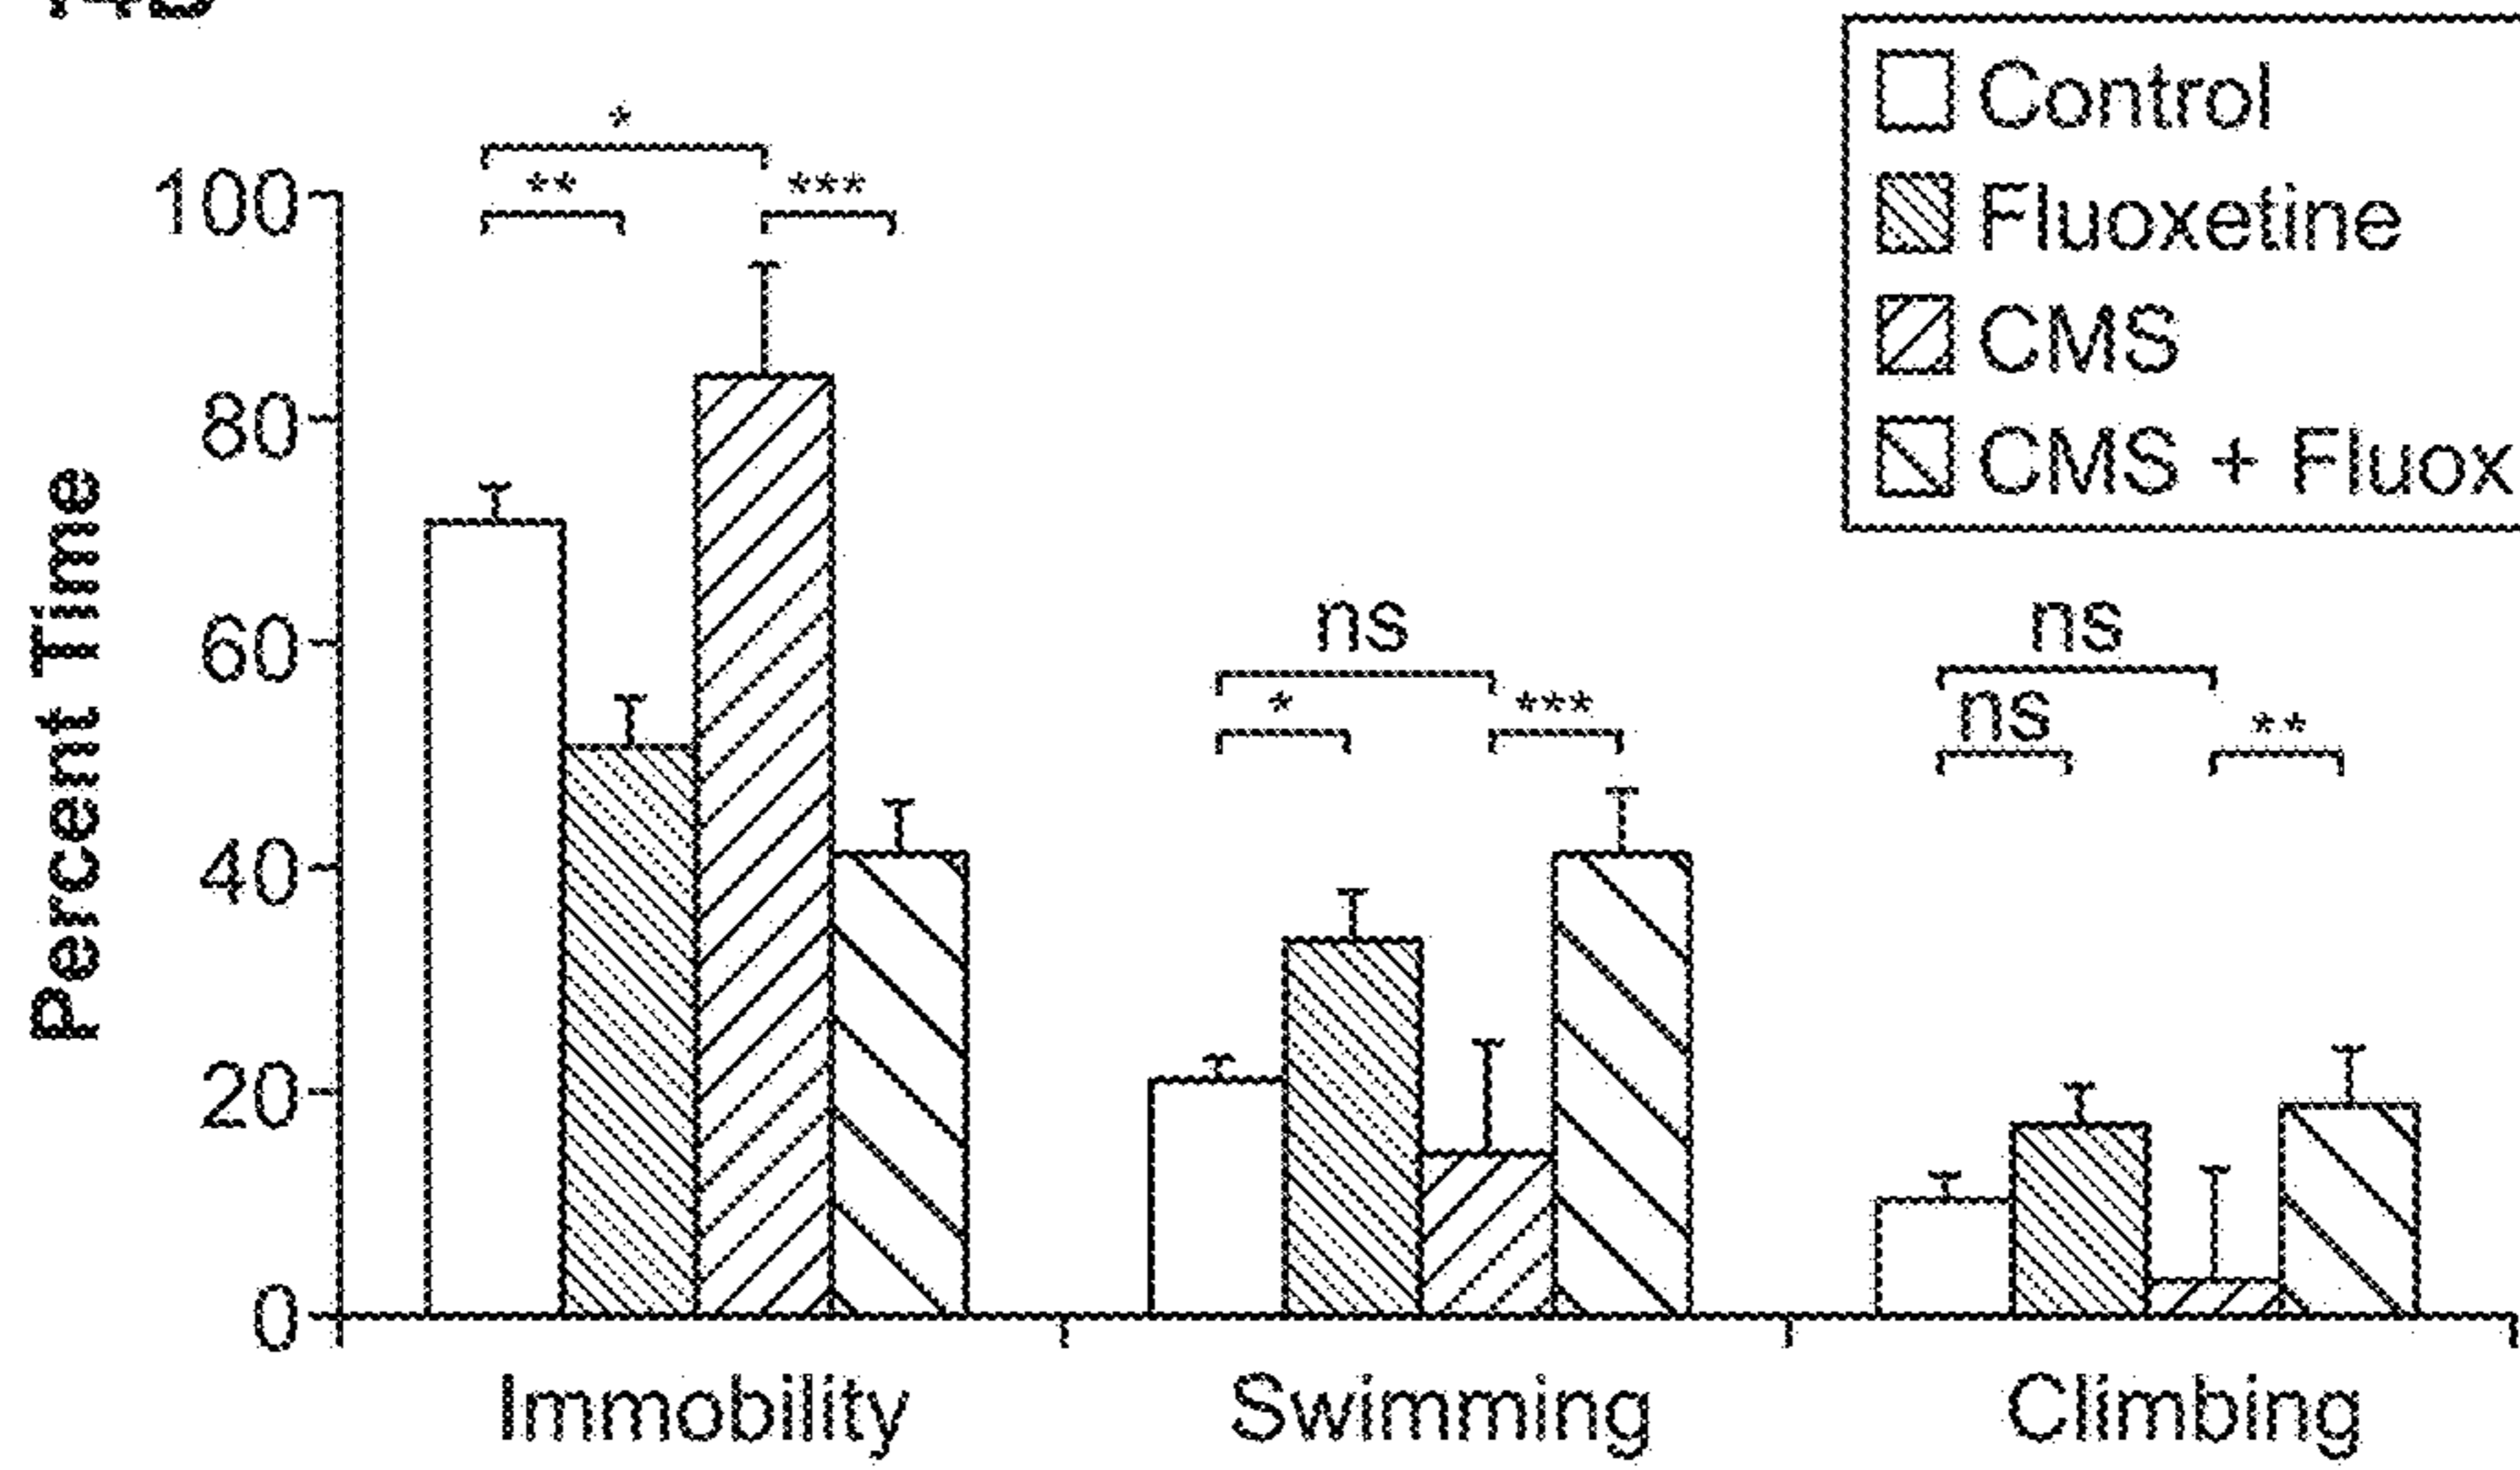 Control
Fluoxetine
CMS
CMS + Fluox
*
** ***
100
80
60
40
20
0
Percent Time
ns
* ***
ns
ns
**
Immobility Swimming Climbing